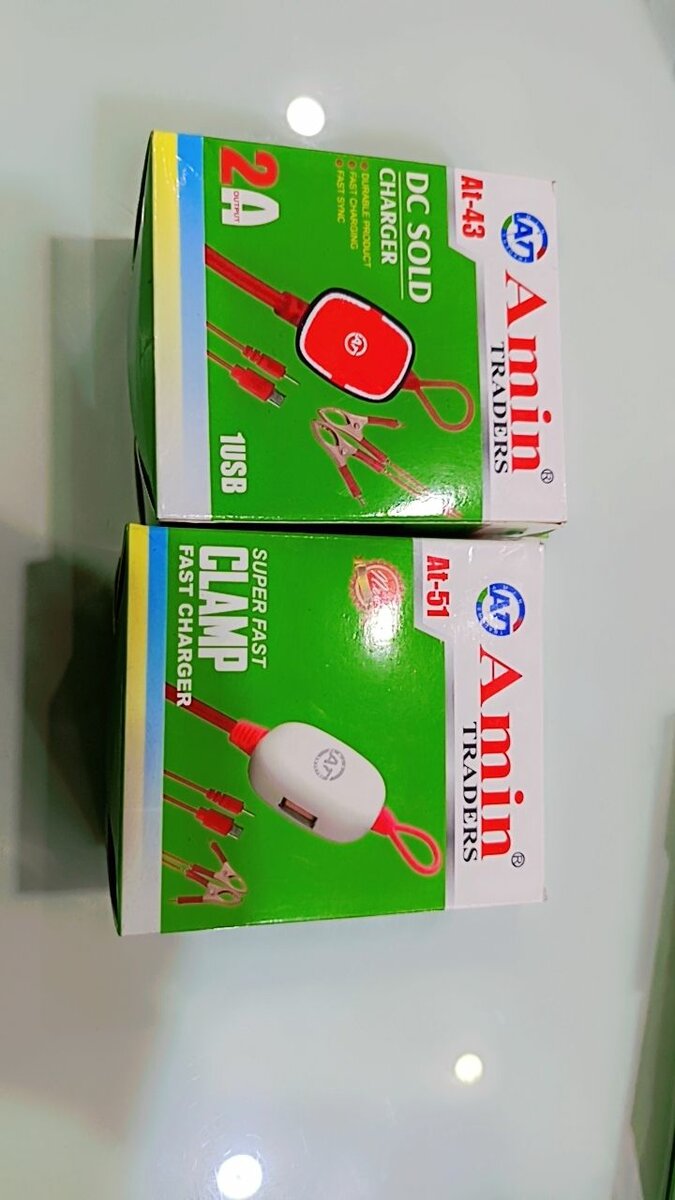 At-43
Amin®
TRADERS
DC SOLD
CHARGER
DURABLE PRODUCT
FAST CHARGING
FAST SYNC
2A
OUTPUT
1USB
At-51
Amin®
TRADERS
SUPER FAST
CLAMP
FAST CHARGER